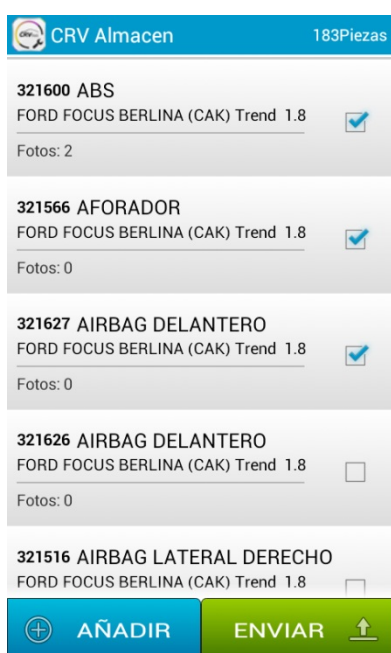 CRV Almacen 183Piezas
321600 ABS
FORD FOCUS BERLINA (CAK) Trend 1.8
Fotos: 2
321566 AFORADOR
FORD FOCUS BERLINA (CAK) Trend 1.8
Fotos: 0
321627 AIRBAG DELANTERO
FORD FOCUS BERLINA (CAK) Trend 1.8
Fotos: 0
321626 AIRBAG DELANTERO
FORD FOCUS BERLINA (CAK) Trend 1.8
Fotos: 0
321516 AIRBAG LATERAL DERECHO
FORD FOCUS BERLINA (CAK) Trend 1.8
AÑADIR ENVIAR